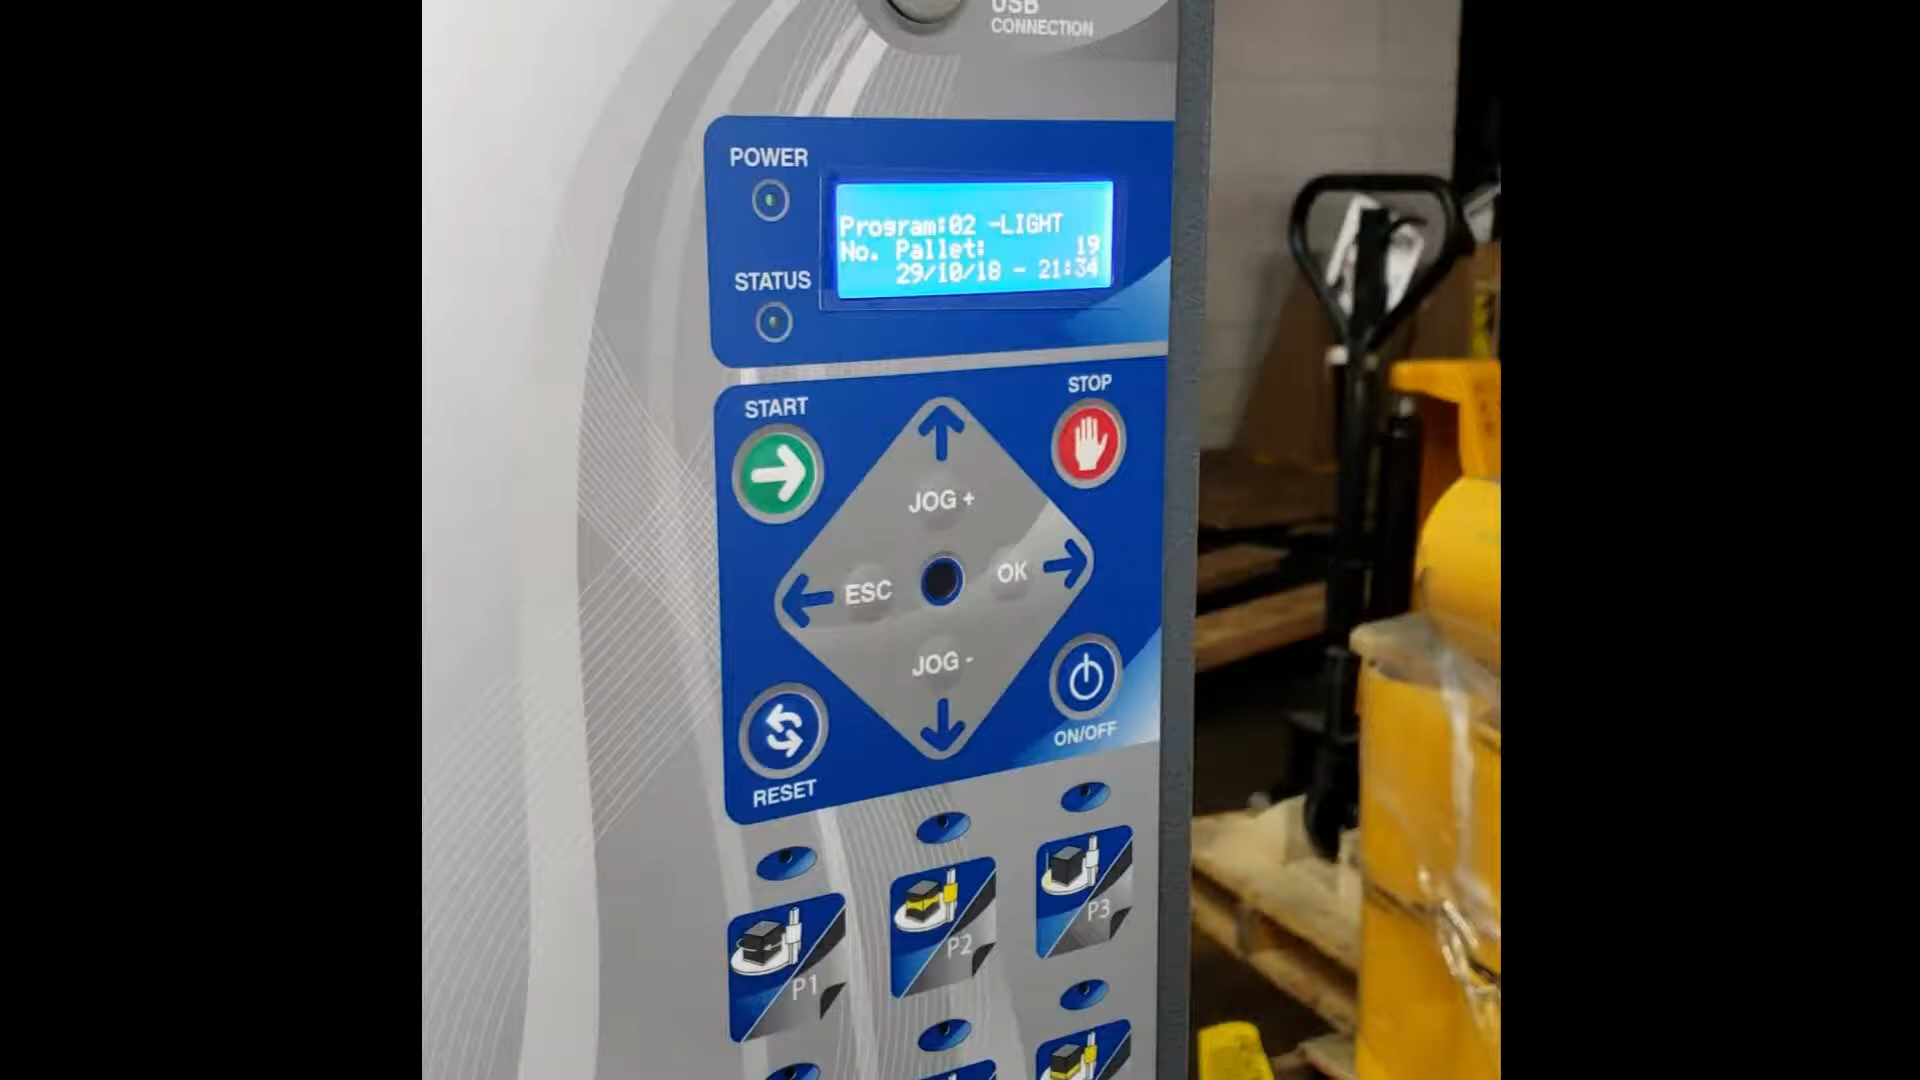 USB
CONNECTION
POWER
Program:02 -LIGHT
No. Pallet: 19
29/10/18 - 21:34
STATUS
START
STOP
JOG +
ESC
OK
JOG -
RESET
ON/OFF
P1
P2
P3